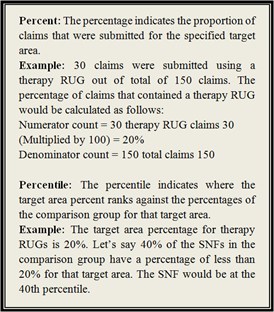 Percent: The percentage indicates the proportion of
claims that were submitted for the specified target
area.
Example: 30 claims were submitted using a
therapy RUG out of total of 150 claims. The
percentage of claims that contained a therapy RUG
would be calculated as follows:
Numerator count = 30 therapy RUG claims 30
(Multiplied by 100) = 20%
Denominator count = 150 total claims 150
Percentile: The percentile indicates where the
target area percent ranks against the percentages of
the comparison group for that target area.
Example: The target area percentage for therapy
RUGs is 20%. Let's say 40% of the SNFs in the
comparison group have a percentage of less than
20% for that target area. The SNF would be at the
40th percentile.